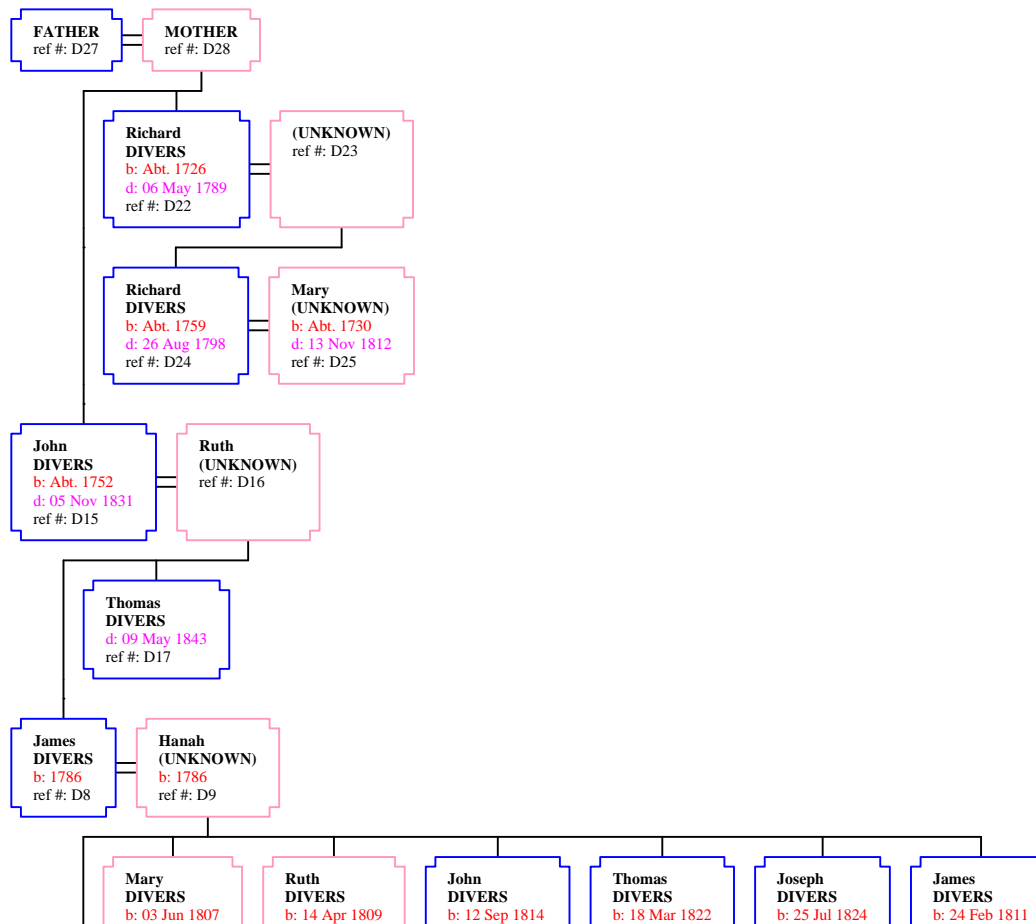 FATHER
ref #: D27
MOTHER
ref #: D28
Richard
DIVERS
b: Abt. 1726
d: 06 May 1789
ref #: D22
(UNKNOWN)
ref #: D23
Richard
DIVERS
b: Abt. 1759
d: 26 Aug 1798
ref #: D24
Mary
(UNKNOWN)
b: Abt. 1730
d: 13 Nov 1812
ref #: D25
John
DIVERS
b: Abt. 1752
d: 05 Nov 1831
ref #: D15
Ruth
(UNKNOWN)
ref #: D16
Thomas
DIVERS
d: 09 May 1843
ref #: D17
James
DIVERS
b: 1786
ref #: D8
Hanah
(UNKNOWN)
b: 1786
ref #: D9
Mary
DIVERS
b: 03 Jun 1807
Ruth
DIVERS
b: 14 Apr 1809
John
DIVERS
b: 12 Sep 1814
Thomas
DIVERS
b: 18 Mar 1822
Joseph
DIVERS
b: 25 Jul 1824
James
DIVERS
b: 24 Feb 1811